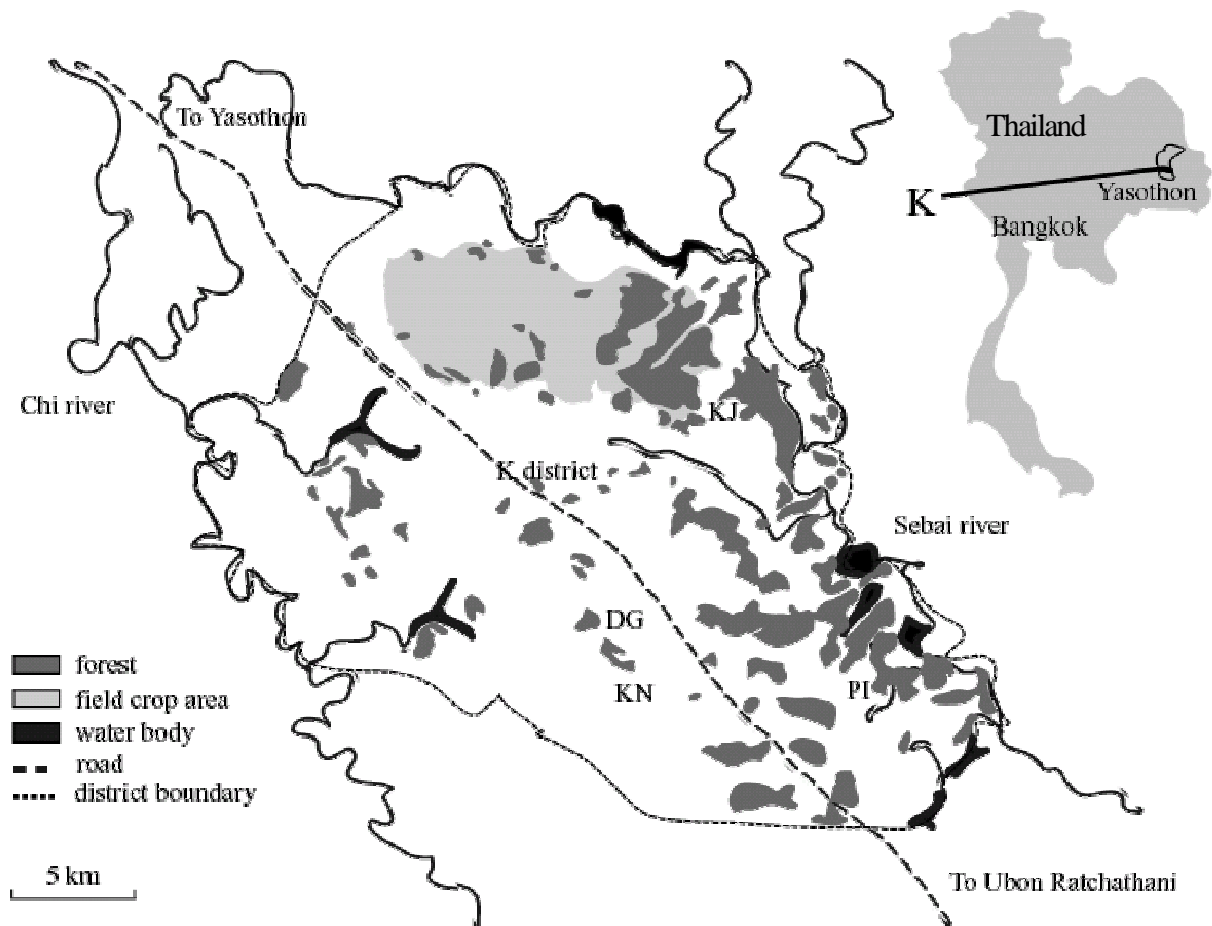 To Yasothon
Thailand
K
Yasothon
Bangkok
Chi river
KJ
K district
Sebai river
DG
KN
PI
forest
field crop area
water body
road
district boundary
5 km
To Ubon Ratchathani